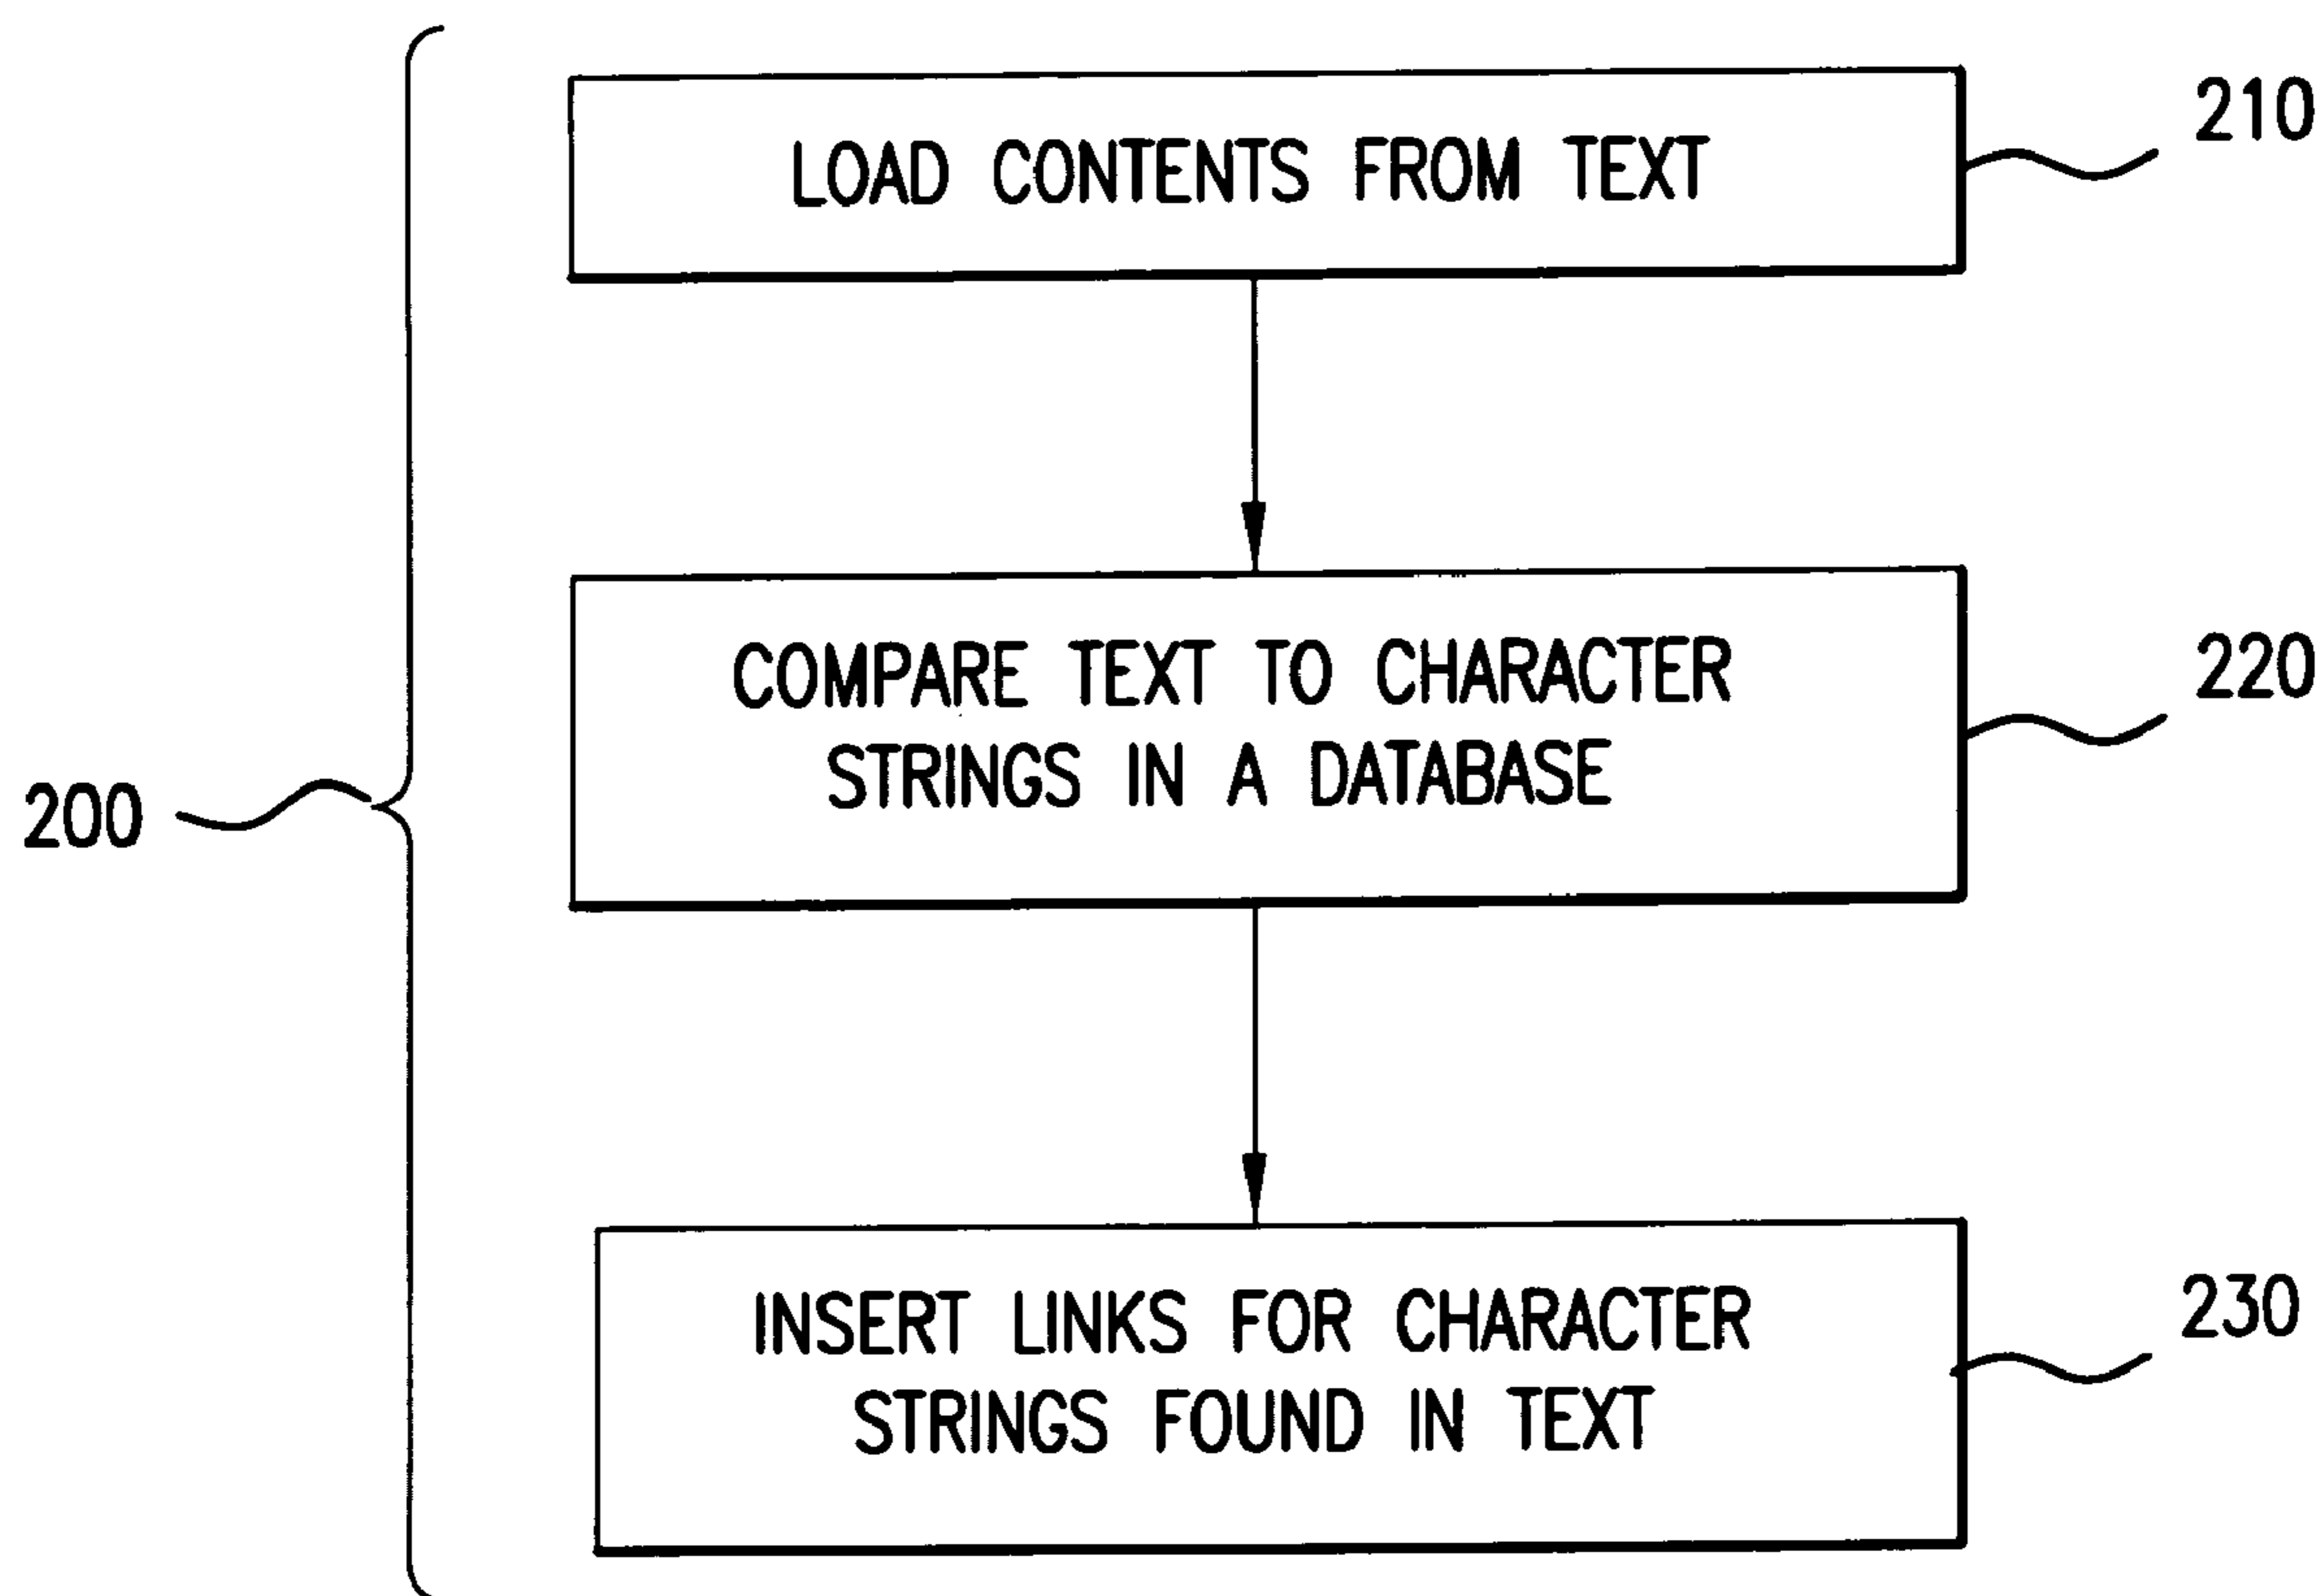 LOAD CONTENTS FROM TEXT
210
COMPARE TEXT TO CHARACTER
STRINGS IN A DATABASE
220
200
INSERT LINKS FOR CHARACTER
STRINGS FOUND IN TEXT
230